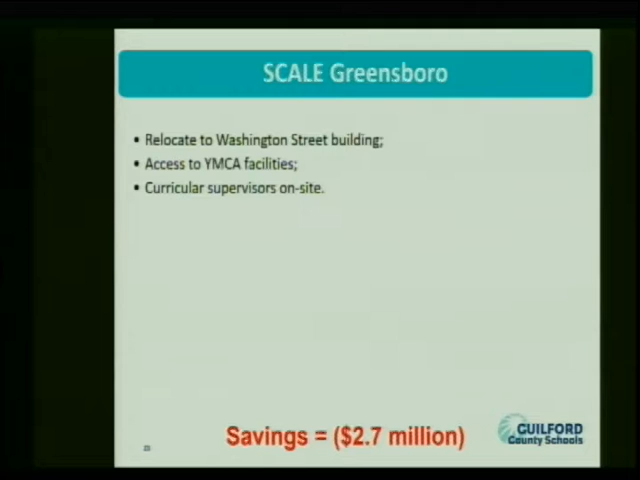 SCALE Greensboro
• Relocate to Washington Street building;
• Access to YMCA facilities;
• Curricular supervisors on-site.
Savings = ($2.7 million)
GUILFORD
County Schools